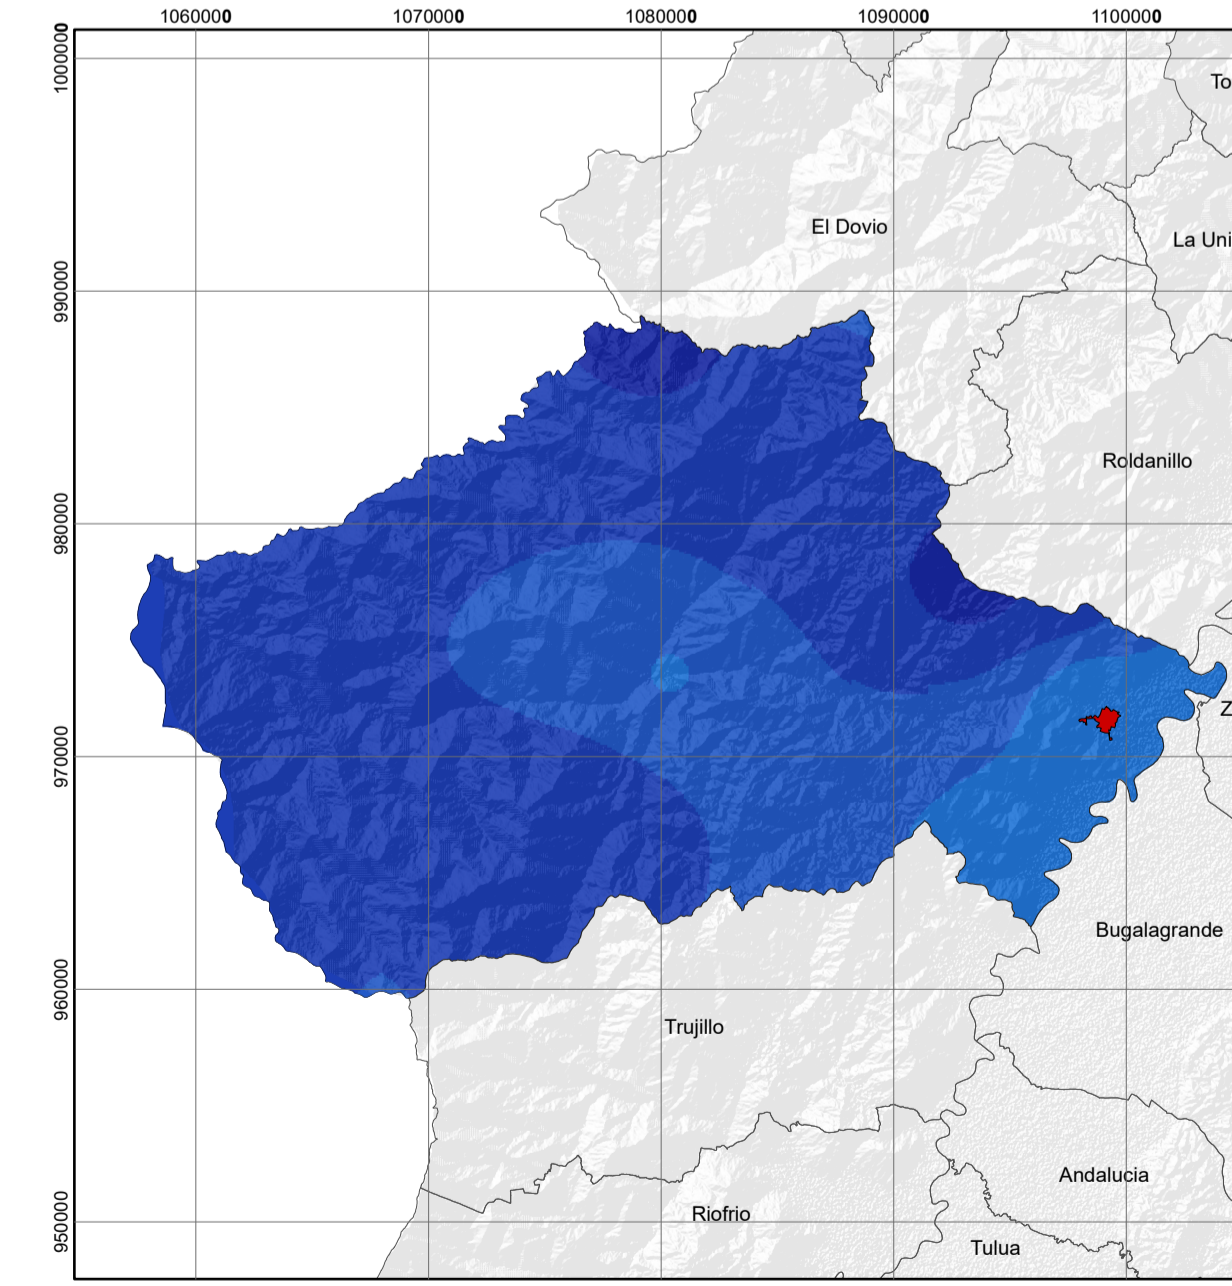 1060000 1070000 1080000 1090000 1100000
1000000
To
El Dovio
La Uni
990000
Roldanillo
980000
Z
970000
Bugalagrande
960000
Trujillo
Andalucia
Riofrio
950000
Tulua